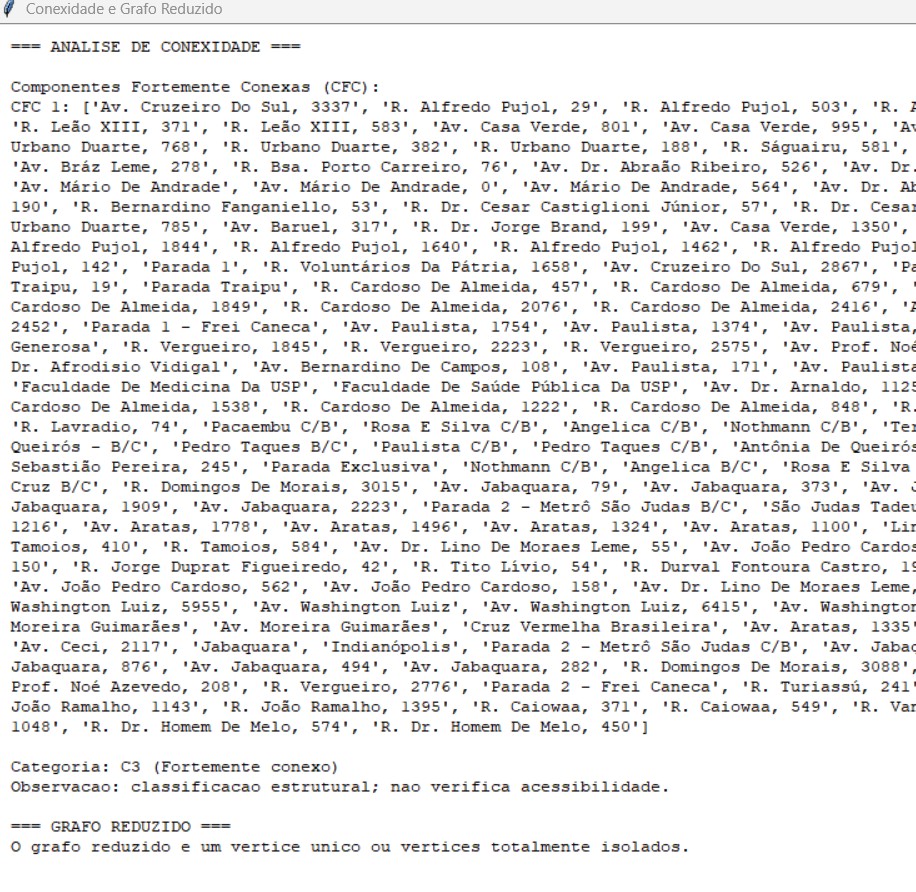 Conexidade e Grafo Reduzido
=== ANALISE DE CONEXIDADE ===
Componentes Fortemente Conexas (CFC):
CFC 1: ['Av. Cruzeiro Do Sul, 3337', 'R. Alfredo Pujol, 29', 'R. Alfredo Pujol, 503', 'R. A
'R. Leão XIII, 371', 'R. Leão XIII, 583', 'Av. Casa Verde, 801', 'Av. Casa Verde, 995', 'Av
Urbano Duarte, 768', 'R. Urbano Duarte, 382', 'R. Urbano Duarte, 188', 'R. Ságuairu, 581',
'Av. Bráz Leme, 278', 'R. Bsa. Porto Carreiro, 76', 'Av. Dr. Abraão Ribeiro, 526', 'Av. Dr.
'Av. Mário De Andrade', 'Av. Mário De Andrade, 0', 'Av. Mário De Andrade, 564', 'Av. Dr. Ab
190', 'R. Bernardino Fanganiello, 53', 'R. Dr. Cesar Castiglioni Júnior, 57', 'R. Dr. Cesar
Urbano Duarte, 785', 'Av. Baruel, 317', 'R. Dr. Jorge Brand, 199', 'Av. Casa Verde, 1350',
Alfredo Pujol, 1844', 'R. Alfredo Pujol, 1640', 'R. Alfredo Pujol, 1462', 'R. Alfredo Pujol
Pujol, 142', 'Parada 1', 'R. Voluntários Da Pátria, 1658', 'Av. Cruzeiro Do Sul, 2867', 'Pa
Traipu, 19', 'Parada Traipu', 'R. Cardoso De Almeida, 457', 'R. Cardoso De Almeida, 679', '
Cardoso De Almeida, 1849', 'R. Cardoso De Almeida, 2076', 'R. Cardoso De Almeida, 2416', 'A
2452', 'Parada 1 - Frei Caneca', 'Av. Paulista, 1754', 'Av. Paulista, 1374', 'Av. Paulista,
Generosa', 'R. Vergueiro, 1845', 'R. Vergueiro, 2223', 'R. Vergueiro, 2575', 'Av. Prof. Noé
Dr. Afrodisio Vidigal', 'Av. Bernardino De Campos, 108', 'Av. Paulista, 171', 'Av. Paulista
'Faculdade De Medicina Da USP', 'Faculdade De Saúde Pública Da USP', 'Av. Dr. Arnaldo, 1125
Cardoso De Almeida, 1538', 'R. Cardoso De Almeida, 1222', 'R. Cardoso De Almeida, 848', 'R.
'R. Lavradio, 74', 'Pacaembu C/B', 'Rosa E Silva C/B', 'Angelica C/B', 'Nothmann C/B', 'Ter
Queirós - B/C', 'Pedro Taques B/C', 'Paulista C/B', 'Pedro Taques C/B', 'Antônia De Queirós
Sebastião Pereira, 245', 'Parada Exclusiva', 'Nothmann C/B', 'Angelica B/C', 'Rosa E Silva
Cruz B/C', 'R. Domingos De Morais, 3015', 'Av. Jabaquara, 79', 'Av. Jabaquara, 373', 'Av. J
Jabaquara, 1909', 'Av. Jabaquara, 2223', 'Parada 2 - Metrô São Judas B/C', 'São Judas Tadeu
1216', 'Av. Aratas, 1778', 'Av. Aratas, 1496', 'Av. Aratas, 1324', 'Av. Aratas, 1100', 'Lin
Tamoios, 410', 'R. Tamoios, 584', 'Av. Dr. Lino De Moraes Leme, 55', 'Av. João Pedro Cardos
150', 'R. Jorge Duprat Figueiredo, 42', 'R. Tito Lívio, 54', 'R. Durval Fontoura Castro, 19
'Av. João Pedro Cardoso, 562', 'Av. João Pedro Cardoso, 158', 'Av. Dr. Lino De Moraes Leme,
Washington Luiz, 5955', 'Av. Washington Luiz', 'Av. Washington Luiz, 6415', 'Av. Washington
Moreira Guimarães', 'Av. Moreira Guimarães', 'Cruz Vermelha Brasileira', 'Av. Aratas, 1335'
'Av. Ceci, 2117', 'Jabaquara', 'Indianópolis', 'Parada 2 - Metrô São Judas C/B', 'Av. Jabaq
Jabaquara, 876', 'Av. Jabaquara, 494', 'Av. Jabaquara, 282', 'R. Domingos De Morais, 3088',
Prof. Noé Azevedo, 208', 'R. Vergueiro, 2776', 'Parada 2 - Frei Caneca', 'R. Turiassú, 241'
João Ramalho, 1143', 'R. João Ramalho, 1395', 'R. Caiowaa, 371', 'R. Caiowaa, 549', 'R. Van
1048', 'R. Dr. Homem De Melo, 574', 'R. Dr. Homem De Melo, 450']
Categoria: C3 (Fortemente conexo)
Observacao: classificacao estrutural; nao verifica acessibilidade.
=== GRAFO REDUZIDO ===
O grafo reduzido e um vertice unico ou vertices totalmente isolados.